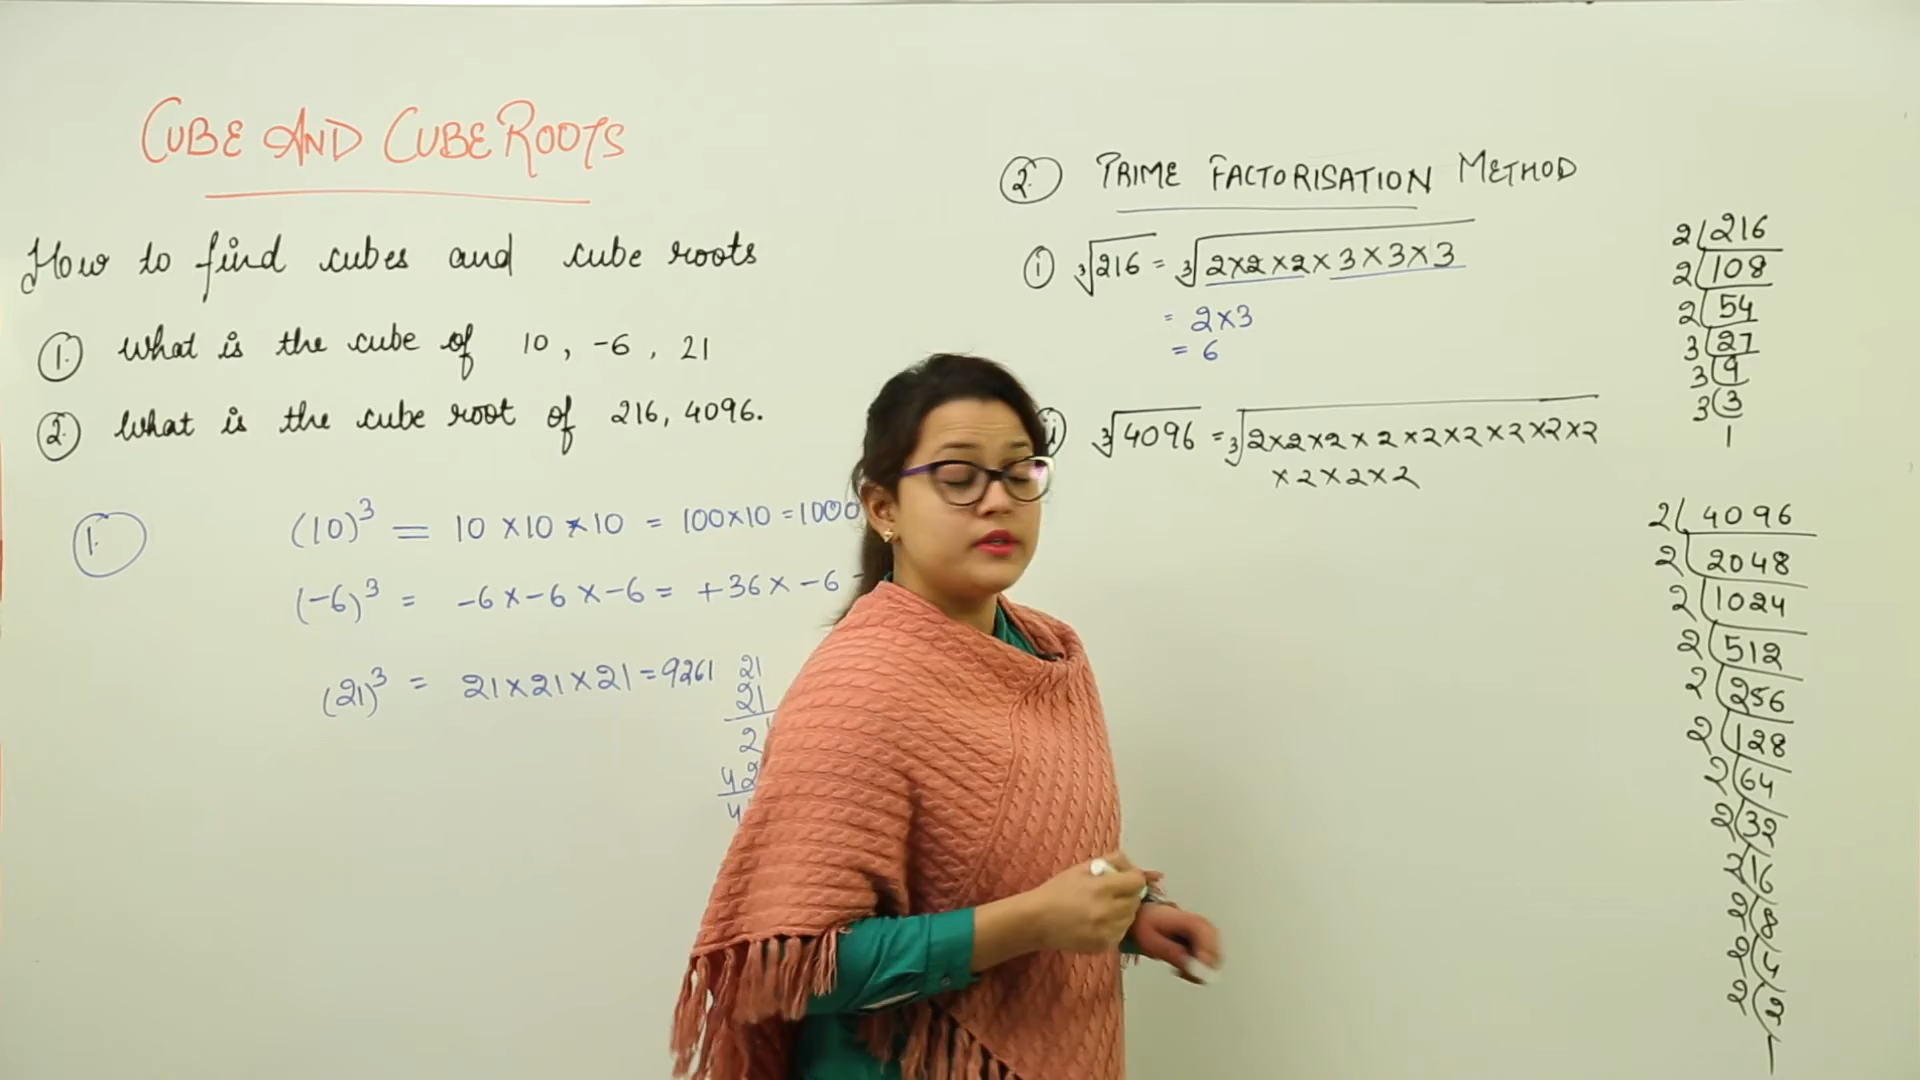 CUBE AND CUBE ROOTS
How to find cubes and cube roots
1. What is the cube of 10, -6, 21
2. What is the cube root of 216, 4096.
1.
(10)³ = 10 × 10 × 10 = 100×10 = 1000
(-6)³ = -6 × -6 × -6 = +36 × -6
(21)³ = 21×21×21 = 9261
21
21
2
42
4
2. PRIME FACTORISATION METHOD
i) ∛216 = ∛2×2×2×3×3×3
= 2×3
= 6
ii) ∛4096 = ∛2×2×2×2×2×2×2×2×2
×2×2×2
2 216
2 108
2 54
3 27
3 9
3 3
1
2 4096
2 2048
2 1024
2 512
2 256
2 128
2 64
2 32
2 16
2 8
2 4
2 2
1